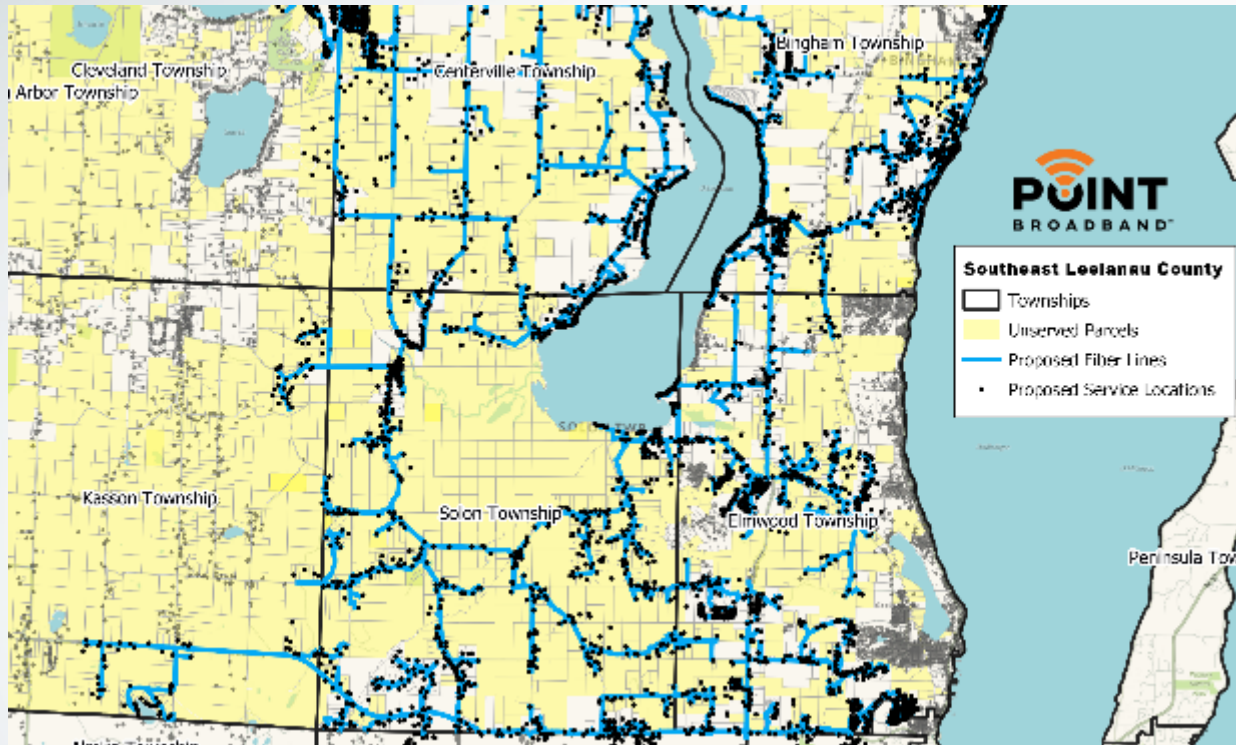 Bingham Township
Cleveland Township
Centerville Township
Arbor Township
POINT
BROADBAND
Southeast Leelanau County
Townships
Unserved Parcels
Proposed Fiber Lines
Proposed Service Locations
Kasson Township
Solon Township
Elmwood Township
Peninsula Tow